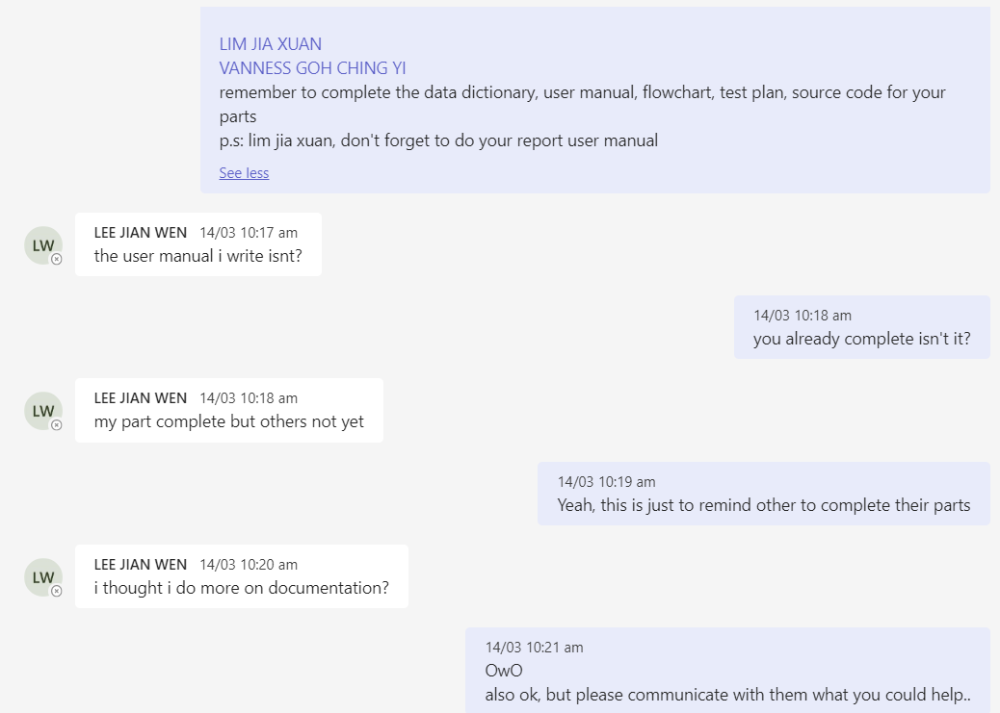 LIM JIA XUAN
VANNESS GOH CHING YI
remember to complete the data dictionary, user manual, flowchart, test plan, source code for your
parts
p.s: lim jia xuan, don't forget to do your report user manual
See less
LW
LEE JIAN WEN 14/03 10:17 am
the user manual i write isnt?
14/03 10:18 am
you already complete isn't it?
LW
LEE JIAN WEN 14/03 10:18 am
my part complete but others not yet
14/03 10:19 am
Yeah, this is just to remind other to complete their parts
LW
LEE JIAN WEN 14/03 10:20 am
i thought i do more on documentation?
14/03 10:21 am
OwO
also ok, but please communicate with them what you could help..